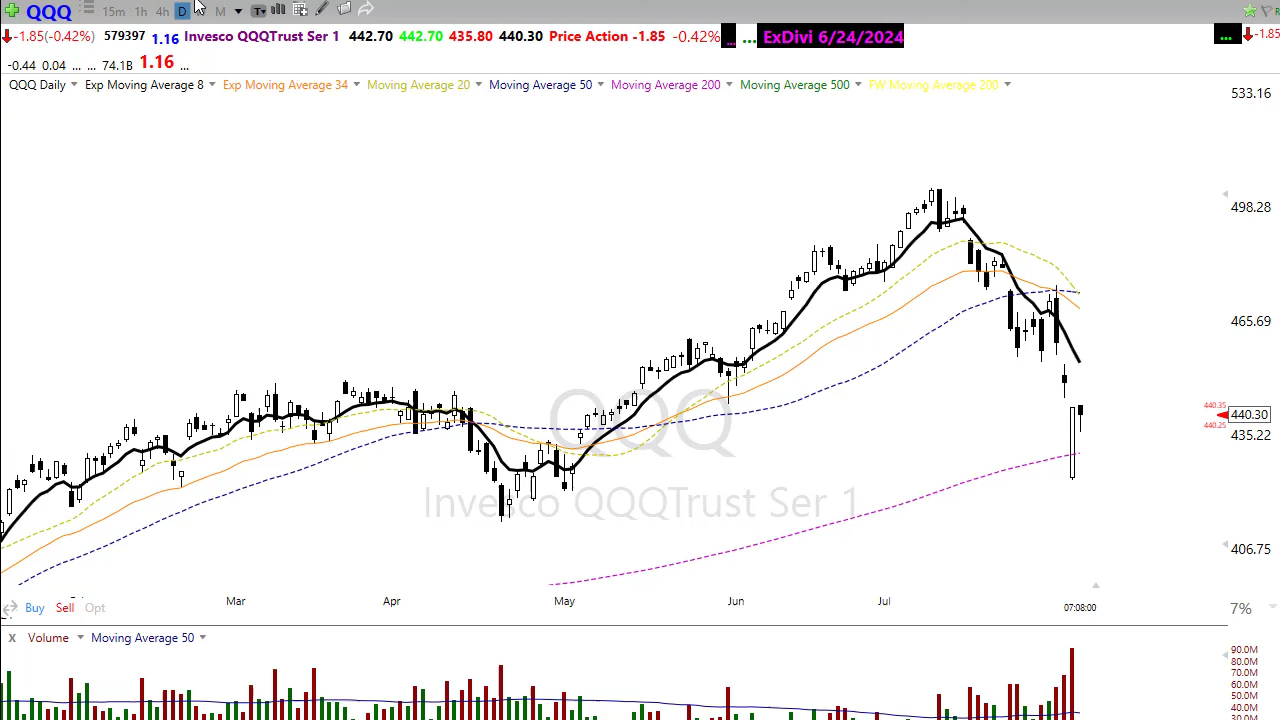 QQQ 15m 1h 4h D M T
-1.85(-0.42%) 579397 1.16 Invesco QQQTrust Ser 1 442.70 442.70 435.80 440.30 Price Action -1.85 -0.42% ... ... ExDivi 6/24/2024 ... -1.85
-0.44 0.04 ... ... 74.1B 1.16 ...
QQQ Daily Exp Moving Average 8 Exp Moving Average 34 Moving Average 20 Moving Average 50 Moving Average 200 Moving Average 500 FW Moving Average 200
533.16
498.28
465.69
440.35
440.30
440.25
435.22
QQQ
Invesco QQQTrust Ser 1
406.75
Mar Apr May Jun Jul 07:08:00
Buy Sell Opt 7%
X Volume Moving Average 50
90.0M
80.0M
70.0M
60.0M
50.0M
40.0M
30.0M